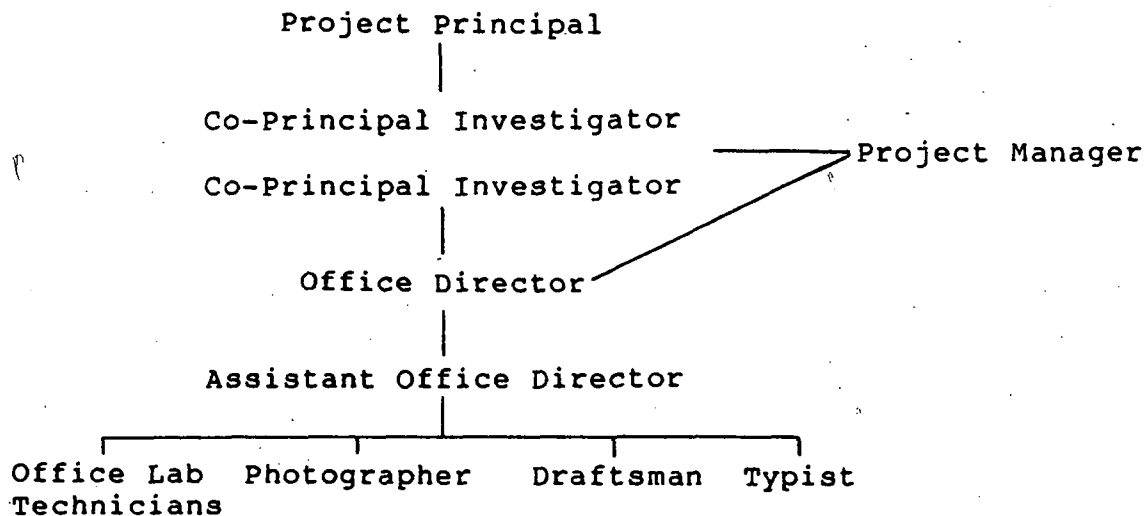 Project Principal
Co-Principal Investigator
Project Manager
Co-Principal Investigator
Office Director
Assistant Office Director
Office Lab Photographer Draftsman Typist
Technicians